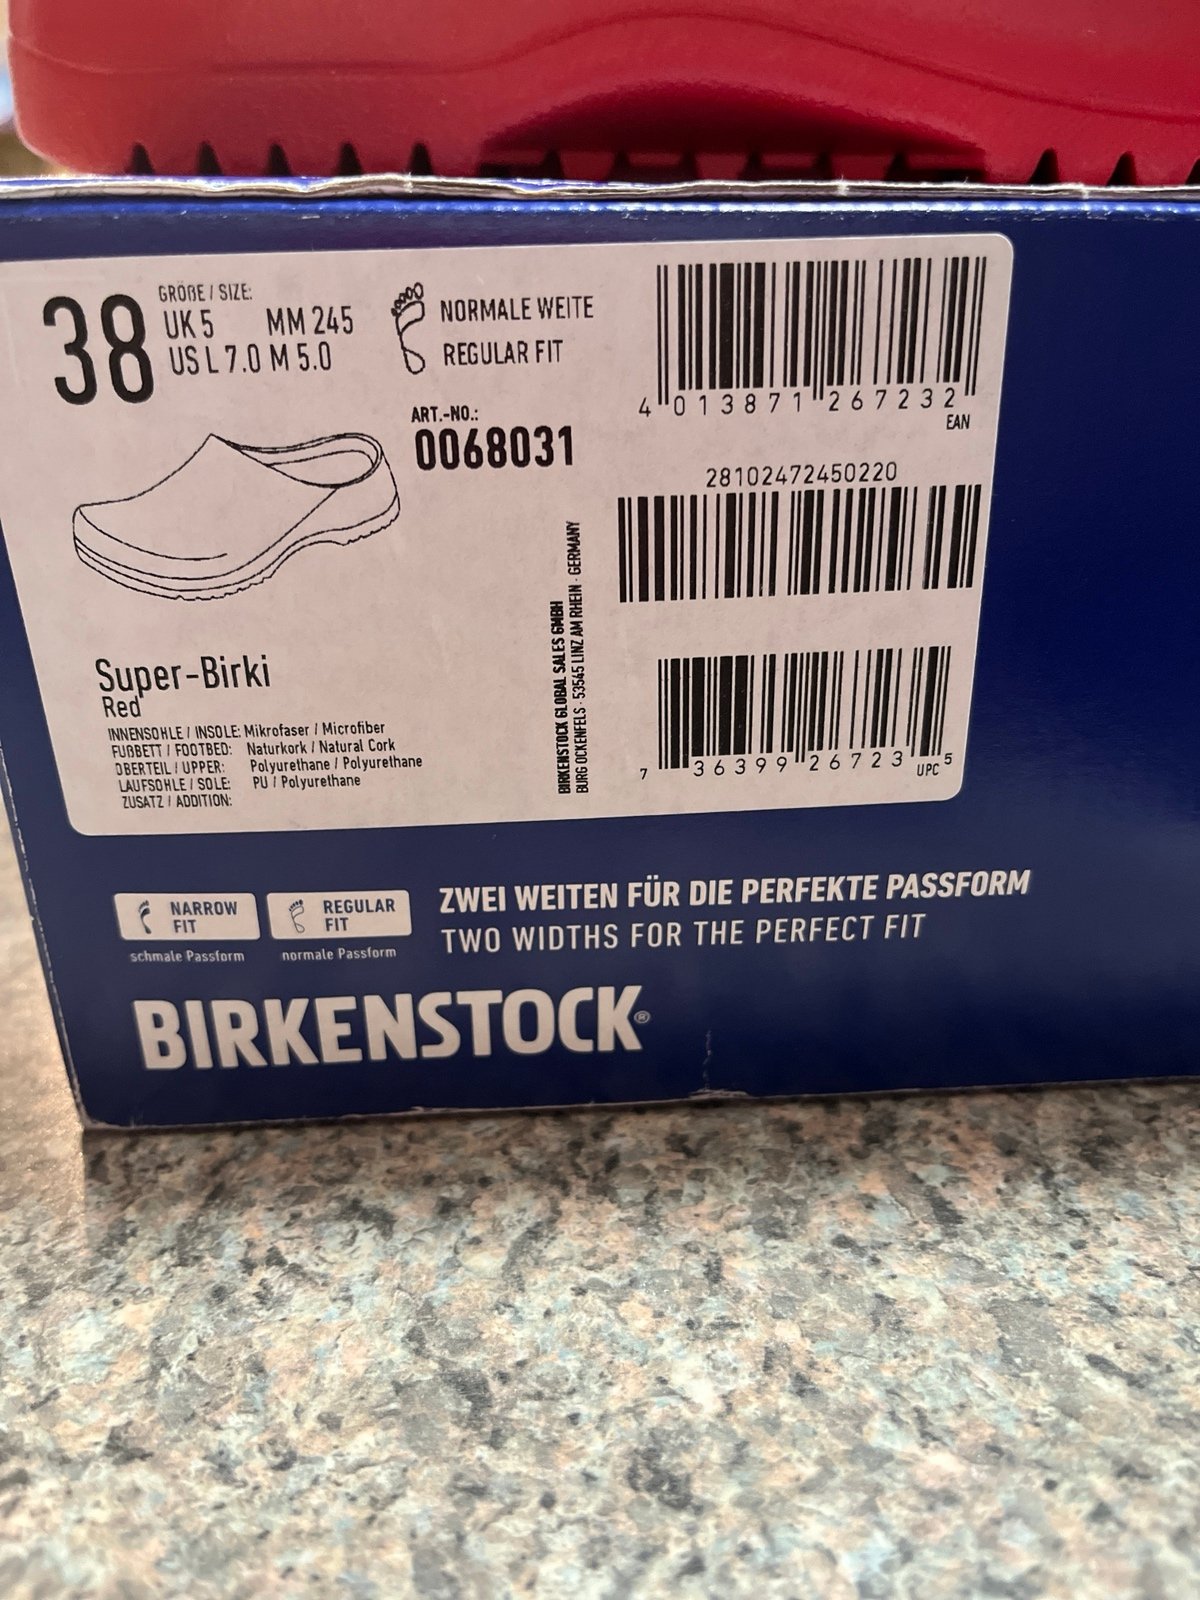 38
GRÖßE / SIZE:
UK 5 MM 245
US L 7.0 M 5.0
NORMALE WEITE
REGULAR FIT
ART.-NO.:
0068031
4 013871 267232
EAN
28102472450220
7 36399 26723 5
UPC
BIRKENSTOCK GLOBAL SALES GMBH
BURG OCKENFELS · 53545 LINZ AM RHEIN · GERMANY
Super-Birki
Red
INNENSOHLE / INSOLE: Mikrofaser / Microfiber
FUßBETT / FOOTBED: Naturkork / Natural Cork
OBERTEIL / UPPER: Polyurethane / Polyurethane
LAUFSOHLE / SOLE: PU / Polyurethane
ZUSATZ / ADDITION:
NARROW
FIT
schmale Passform
REGULAR
FIT
normale Passform
ZWEI WEITEN FÜR DIE PERFEKTE PASSFORM
TWO WIDTHS FOR THE PERFECT FIT
BIRKENSTOCK®